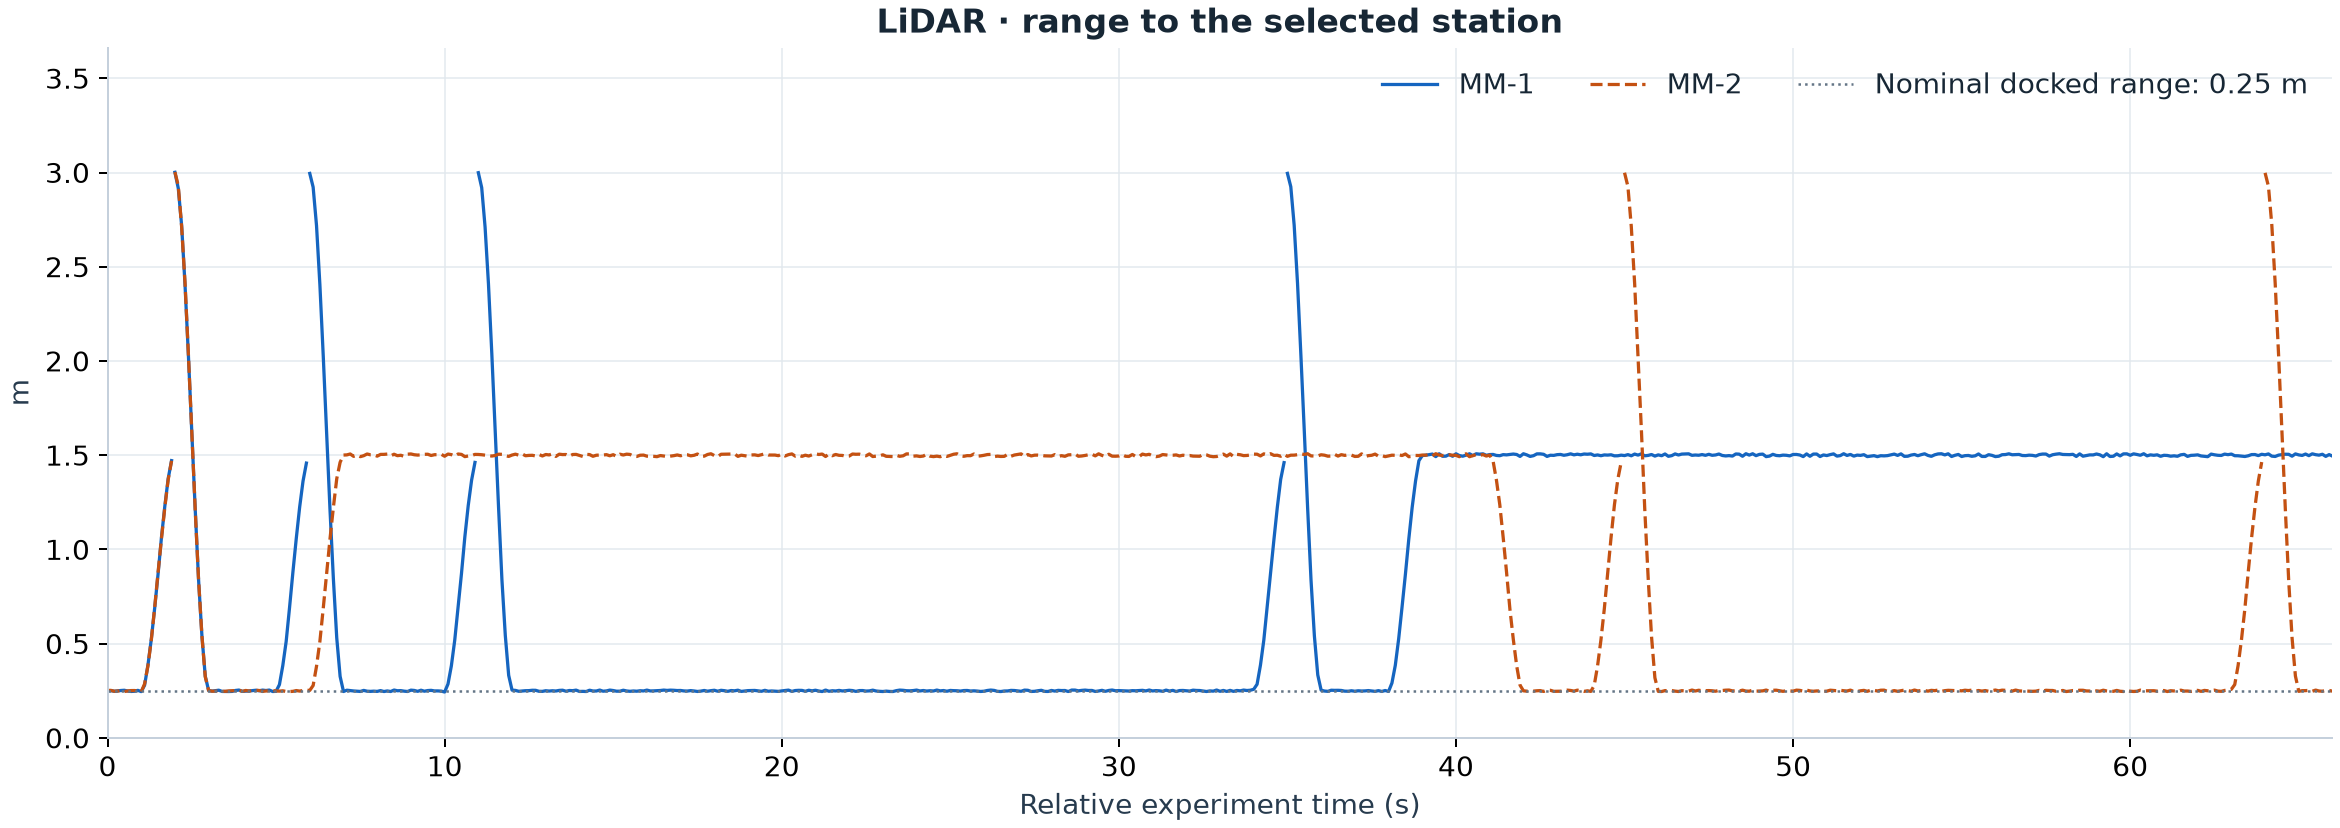 LiDAR · range to the selected station
MM-1 MM-2 Nominal docked range: 0.25 m
3.5
3.0
2.5
2.0
1.5
1.0
0.5
0.0
m
0 10 20 30 40 50 60
Relative experiment time (s)